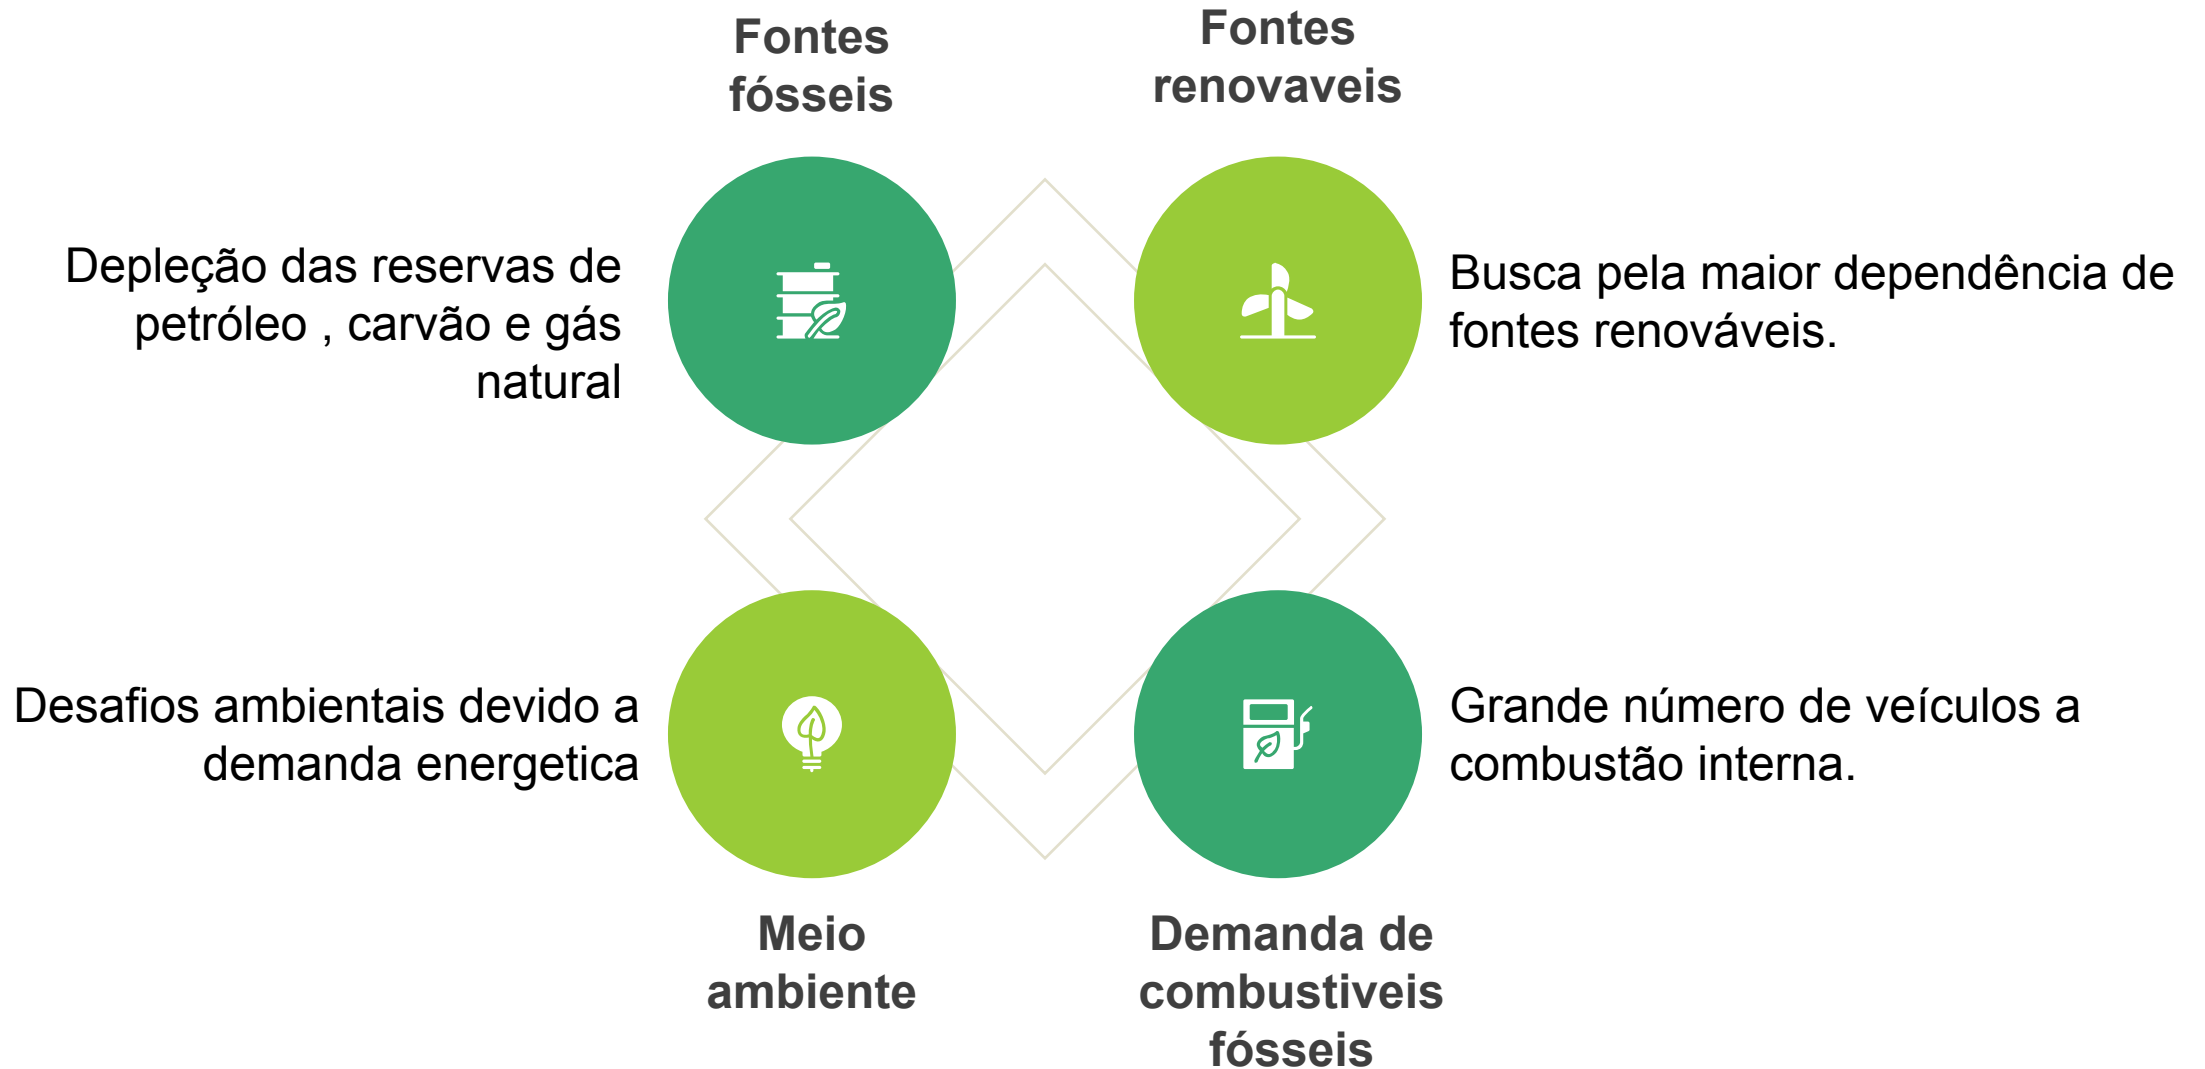 Fontes
fósseis
Fontes
renovaveis
Depleção das reservas de
petróleo , carvão e gás
natural
Busca pela maior dependência de
fontes renováveis.
Desafios ambientais devido a
demanda energetica
Grande número de veículos a
combustão interna.
Meio
ambiente
Demanda de
combustiveis
fósseis